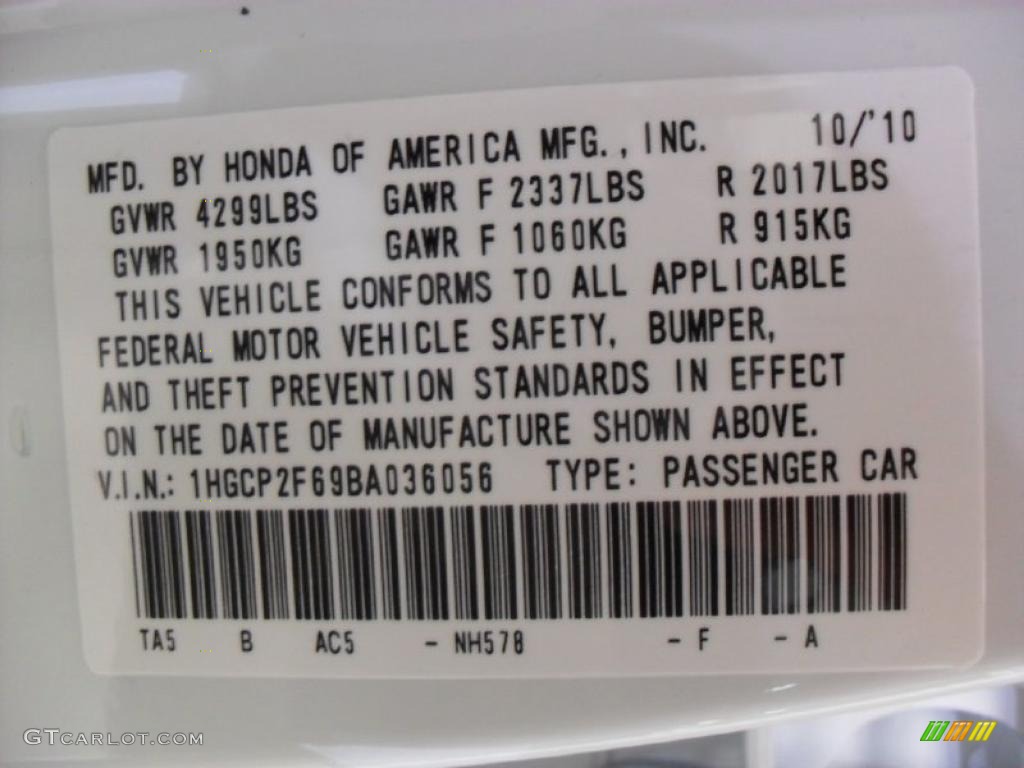 MFD. BY HONDA OF AMERICA MFG., INC. 10/'10
GVWR 4299LBS GAWR F 2337LBS R 2017LBS
GVWR 1950KG GAWR F 1060KG R 915KG
THIS VEHICLE CONFORMS TO ALL APPLICABLE
FEDERAL MOTOR VEHICLE SAFETY, BUMPER,
AND THEFT PREVENTION STANDARDS IN EFFECT
ON THE DATE OF MANUFACTURE SHOWN ABOVE.
V.I.N.: 1HGCP2F69BA036056 TYPE: PASSENGER CAR
TA5 B AC5 - NH578 - F - A
GTCARLOT.COM